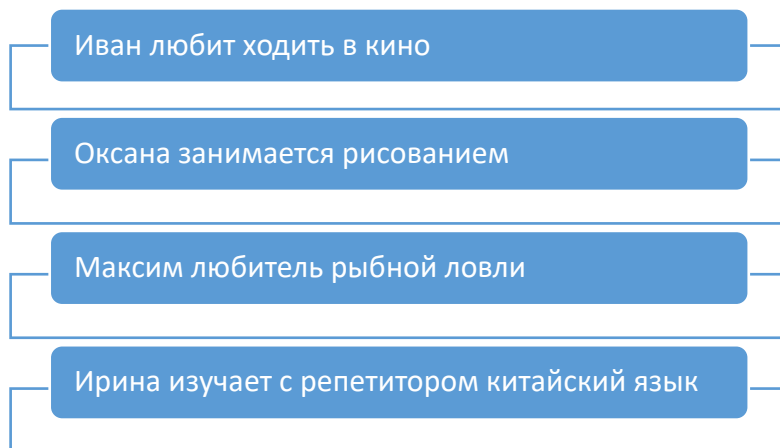 Иван любит ходить в кино
Оксана занимается рисованием
Максим любитель рыбной ловли
Ирина изучает с репетитором китайский язык